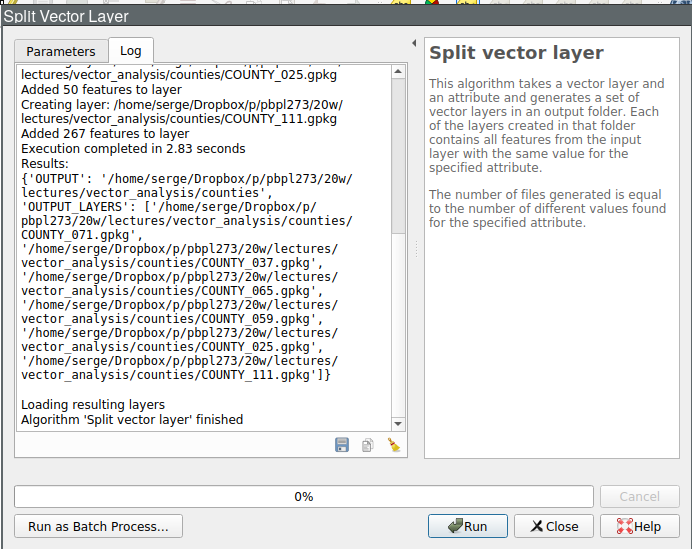 Split Vector Layer
Parameters
Log
lectures/vector_analysis/counties/COUNTY_025.gpkg
Added 50 features to layer
Creating layer: /home/serge/Dropbox/p/pbpl273/20w/
lectures/vector_analysis/counties/COUNTY_111.gpkg
Added 267 features to layer
Execution completed in 2.83 seconds
Results:
{'OUTPUT': '/home/serge/Dropbox/p/pbpl273/20w/
lectures/vector_analysis/counties',
'OUTPUT_LAYERS': ['/home/serge/Dropbox/p/
pbpl273/20w/lectures/vector_analysis/counties/
COUNTY_071.gpkg',
'/home/serge/Dropbox/p/pbpl273/20w/lectures/
vector_analysis/counties/COUNTY_037.gpkg',
'/home/serge/Dropbox/p/pbpl273/20w/lectures/
vector_analysis/counties/COUNTY_065.gpkg',
'/home/serge/Dropbox/p/pbpl273/20w/lectures/
vector_analysis/counties/COUNTY_059.gpkg',
'/home/serge/Dropbox/p/pbpl273/20w/lectures/
vector_analysis/counties/COUNTY_025.gpkg',
'/home/serge/Dropbox/p/pbpl273/20w/lectures/
vector_analysis/counties/COUNTY_111.gpkg']}
Loading resulting layers
Algorithm 'Split vector layer' finished
Split vector layer
This algorithm takes a vector layer and
an attribute and generates a set of
vector layers in an output folder. Each
of the layers created in that folder
contains all features from the input
layer with the same value for the
specified attribute.
The number of files generated is equal
to the number of different values found
for the specified attribute.
0%
Cancel
Run as Batch Process...
Run
Close
Help